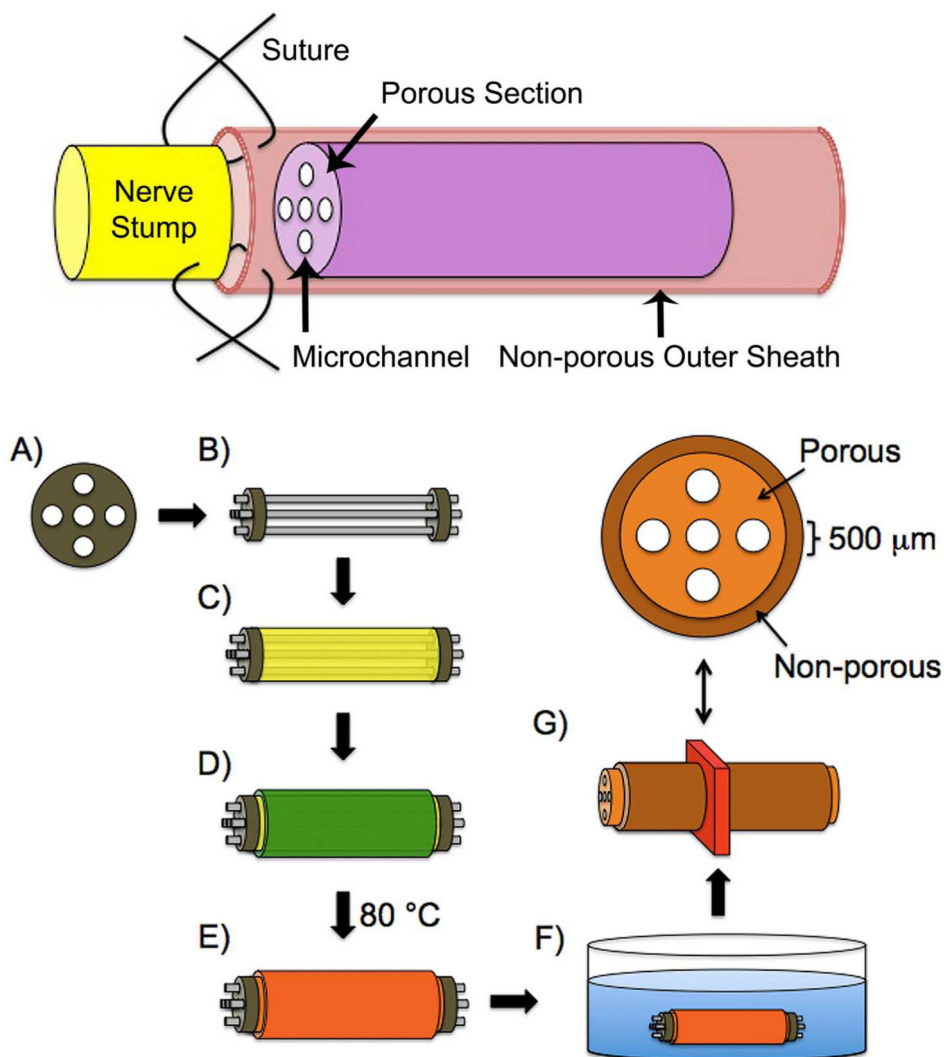 Suture
Porous Section
Nerve
Stump
Microchannel
Non-porous Outer Sheath
A)
B)
C)
D)
80 °C
E)
F)
G)
Porous
500 μm
Non-porous